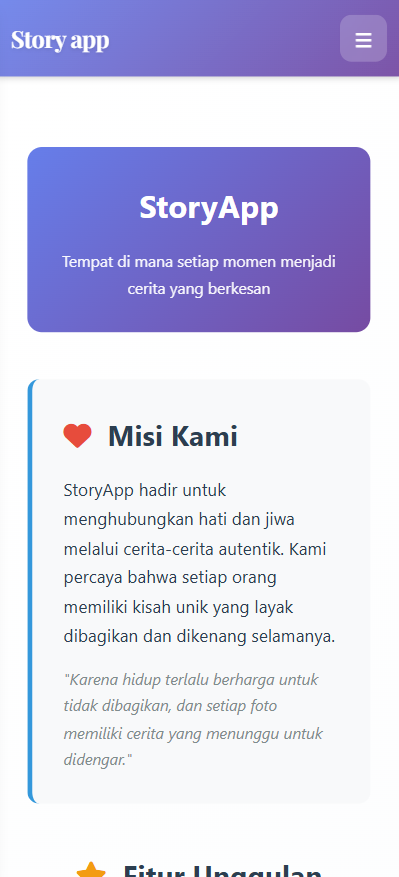 Story app
StoryApp
Tempat di mana setiap momen menjadi
cerita yang berkesan
Misi Kami
StoryApp hadir untuk
menghubungkan hati dan jiwa
melalui cerita-cerita autentik. Kami
percaya bahwa setiap orang
memiliki kisah unik yang layak
dibagikan dan dikenang selamanya.
"Karena hidup terlalu berharga untuk
tidak dibagikan, dan setiap foto
memiliki cerita yang menunggu untuk
didengar."
Fitur Unggulan